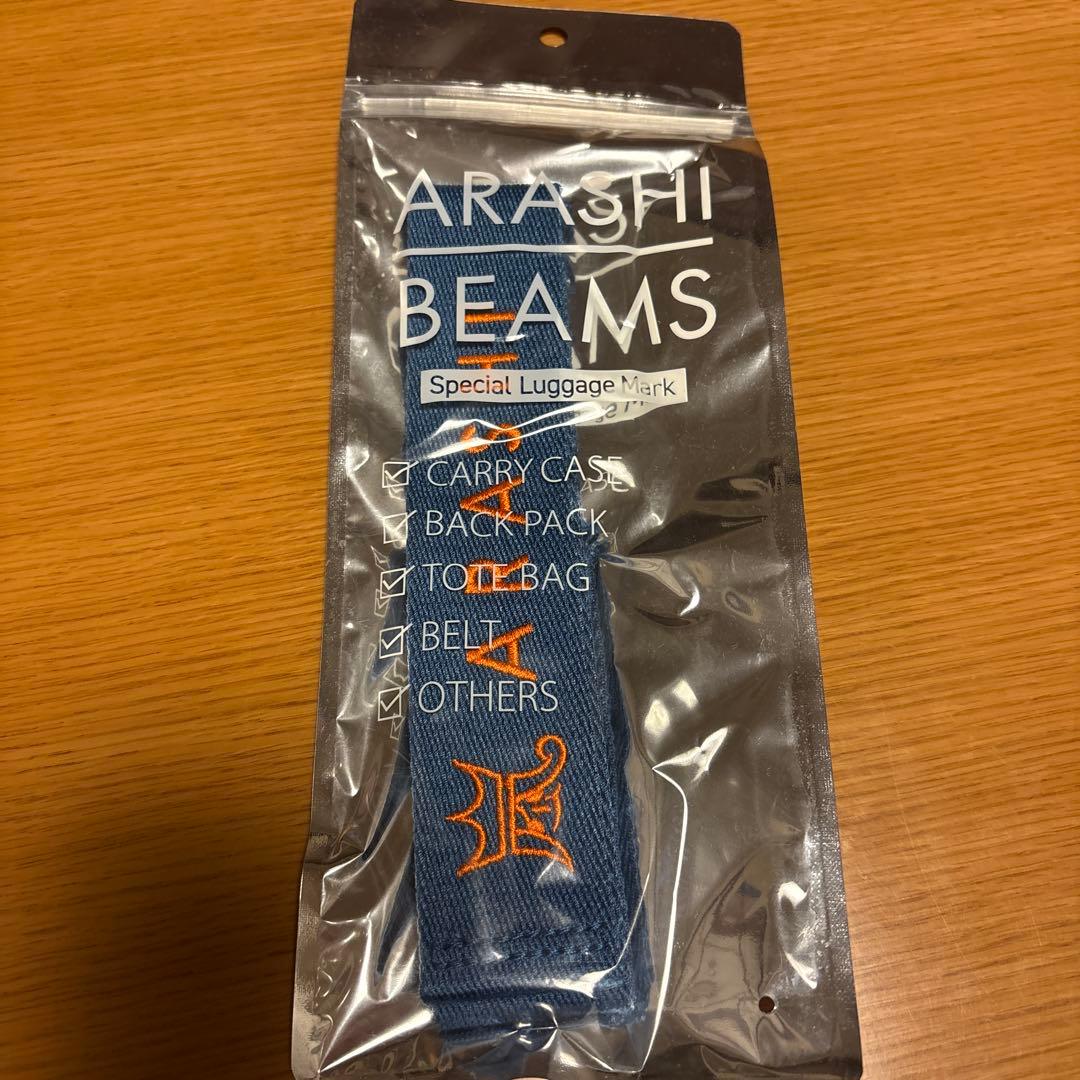 ARASHI
BEAMS
Special Luggage Mark
CARRY CASE
BACK PACK
TOTE BAG
BELT
OTHERS
ARASHI